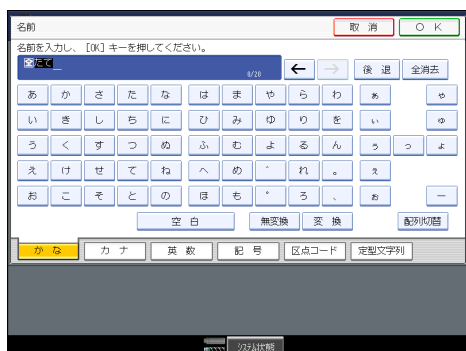 名前
取 消
O K
名前を入力し、 [OK] キーを押してください。
全たて_
0/20
← → 後 退 全消去
あ か さ た な は ま や ら わ ぁ ゃ
い き し ち に ひ み ゆ り を ぃ ゅ
う く す つ ぬ ふ む よ る ん ぅ っ ょ
え け せ て ね へ め ゛ れ 。 ぇ
お こ そ と の ほ も ゜ ろ 、 ぉ ー
空 白 無変換 変 換 配列切替
か な カ ナ 英 数 記 号 区点コード 定型文字列
システム状態